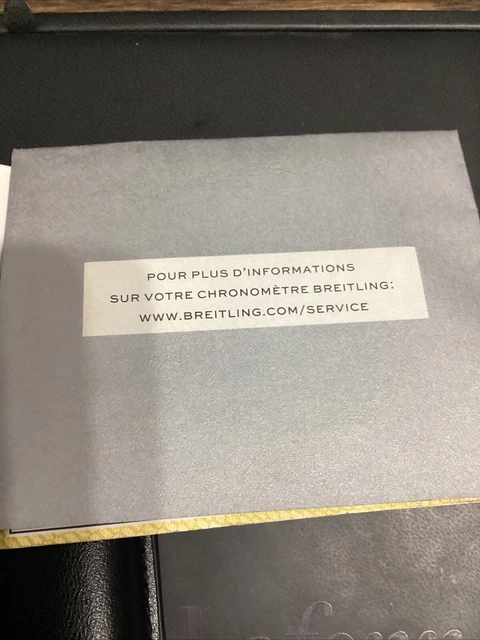 POUR PLUS D'INFORMATIONS
SUR VOTRE CHRONOMÈTRE BREITLING:
WWW.BREITLING.COM/SERVICE